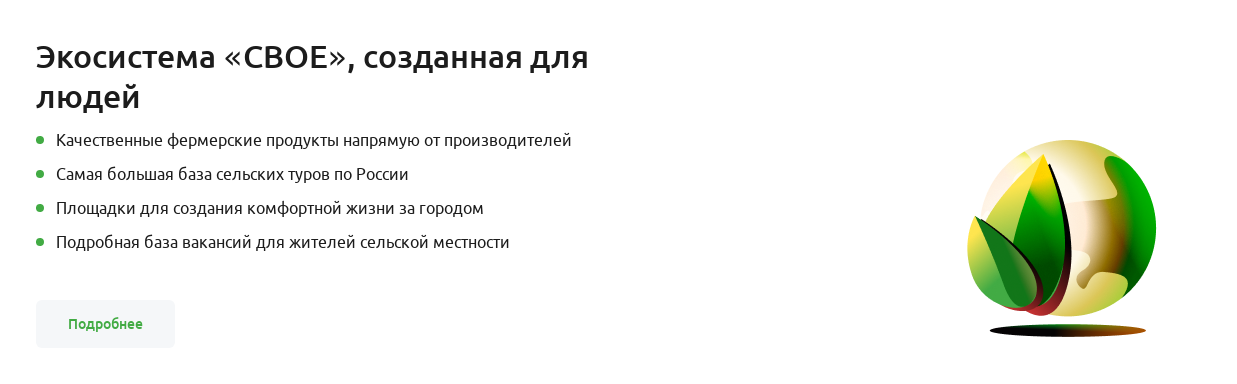 Экосистема «СВОЕ», созданная для
людей
Качественные фермерские продукты напрямую от производителей
Самая большая база сельских туров по России
Площадки для создания комфортной жизни за городом
Подробная база вакансий для жителей сельской местности
Подробнее